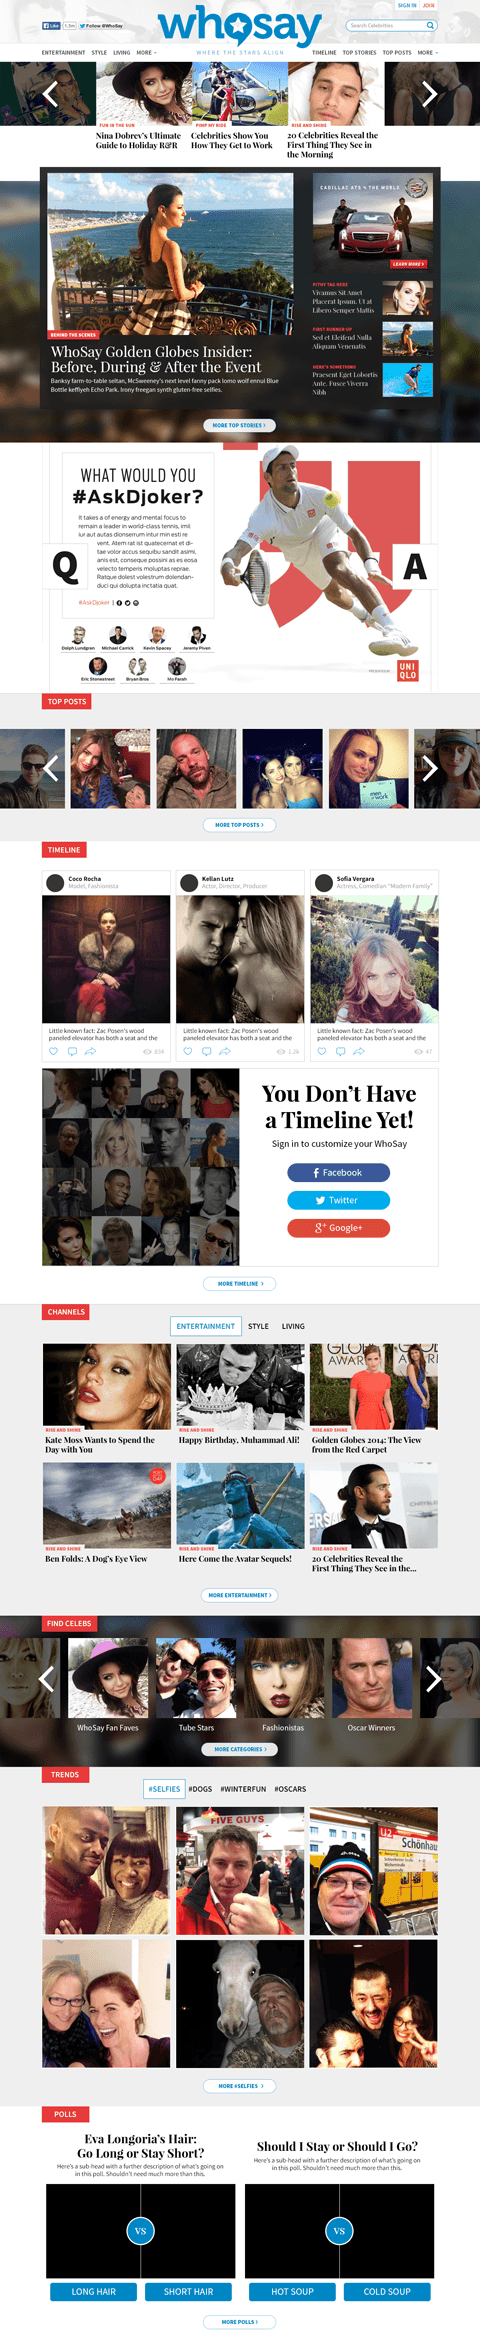 SIGN IN JOIN
Like 1.3m Follow @WhoSay
whosay
Search Celebrities
ENTERTAINMENT STYLE LIVING MORE
WHERE THE STARS ALIGN
TIMELINE TOP STORIES TOP POSTS MORE
FUN IN THE SUN
Nina Dobrev's Ultimate
Guide to Holiday R&R
PIMP MY RIDE
Celebrities Show You
How They Get to Work
RISE AND SHINE
20 Celebrities Reveal the
First Thing They See in
the Morning
BEHIND THE SCENES
WhoSay Golden Globes Insider:
Before, During & After the Event
Banksy farm-to-table seitan, McSweeney's next level fanny pack lomo wolf ennui Blue
Bottle keffiyeh Echo Park. Irony freegan synth gluten-free selfies.
CADILLAC ATS vs THE WORLD
LEARN MORE
PITHY TAG HERE
Vivamus Sit Amet
Placerat Ipsum. Ut at
Libero Semper Mattis
FIRST RUNNER UP
Sed et Eleifend Nulla
Aliquam Venenatis
HERE'S SOMETHING
Praesent Eget Lobortis
Ante. Fusce Viverra
Nibh
MORE TOP STORIES
WHAT WOULD YOU
#AskDjoker?
It takes a of energy and mental focus to
remain a leader in world-class tennis, imil
iur aut autas dionserrum intur min esti re
vent. Atem rat ist quatecernat et di-
tae volor accus sequibu sandit asimi,
anis est, conseque possini as es eosa
velecto temperis moluptas reprae.
Ratque dolest volestrum dolendan-
duci qui dolupta inctatia quat.
#AskDjoker
Q
A
Dolph Lundgren Michael Carrick Kevin Spacey Jeremy Piven
Eric Stonestreet Bryan Bros Mo Farah
UNI
QLO
TOP POSTS
men
at work
MORE TOP POSTS
TIMELINE
Coco Rocha
Model, Fashionista
Kellan Lutz
Actor, Director, Producer
Sofia Vergara
Actress, Comedian "Modern Family"
Little known fact: Zac Posen's wood
paneled elevator has both a seat and the
Little known fact: Zac Posen's wood
paneled elevator has both a seat and the
Little known fact: Zac Posen's wood
paneled elevator has both a seat and the
1.2k
47
You Don't Have
a Timeline Yet!
Sign in to customize your WhoSay
Facebook
Twitter
Google+
MORE TIMELINE
CHANNELS
ENTERTAINMENT STYLE LIVING
RISE AND SHINE
Kate Moss Wants to Spend the
Day with You
RISE AND SHINE
Happy Birthday, Muhammad Ali!
RISE AND SHINE
Golden Globes 2014: The View
from the Red Carpet
RISE AND SHINE
Ben Folds: A Dog's Eye View
RISE AND SHINE
Here Come the Avatar Sequels!
RISE AND SHINE
20 Celebrities Reveal the
First Thing They See in the...
MORE ENTERTAINMENT
FIND CELEBS
WhoSay Fan Faves
Tube Stars
Fashionistas
Oscar Winners
MORE CATEGORIES
TRENDS
#SELFIES #DOGS #WINTERFUN #OSCARS
FIVE GUYS
U2
Schönhau
MORE #SELFIES
POLLS
Eva Longoria's Hair:
Go Long or Stay Short?
Here's a sub-head with a further description of what's going on
in this poll. Shouldn't need much more than this.
VS
LONG HAIR
SHORT HAIR
Should I Stay or Should I Go?
Here's a sub-head with a further description of what's going on
in this poll. Shouldn't need much more than this.
VS
HOT SOUP
COLD SOUP
MORE POLLS